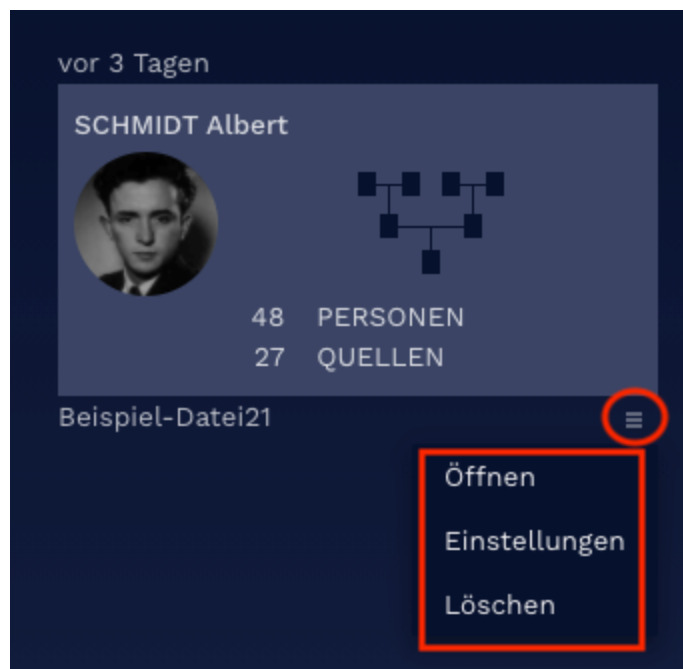 vor 3 Tagen
SCHMIDT Albert
48 PERSONEN
27 QUELLEN
Beispiel-Datei21
Öffnen
Einstellungen
Löschen